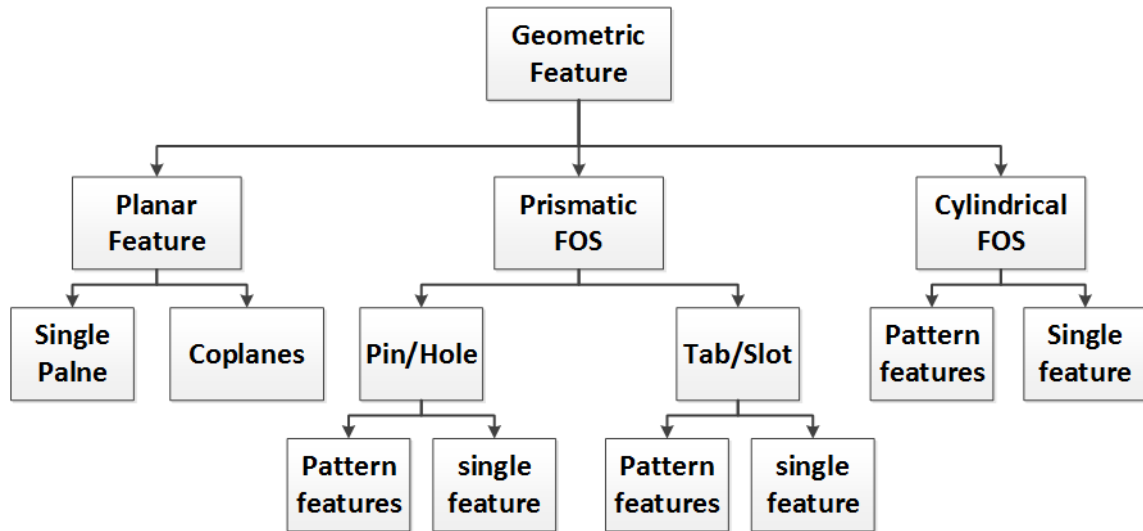 Geometric
Feature
Planar
Feature
Prismatic
FOS
Cylindrical
FOS
Single
Palne
Coplanes
Pin/Hole
Tab/Slot
Pattern
features
Single
feature
Pattern
features
single
feature
Pattern
features
single
feature